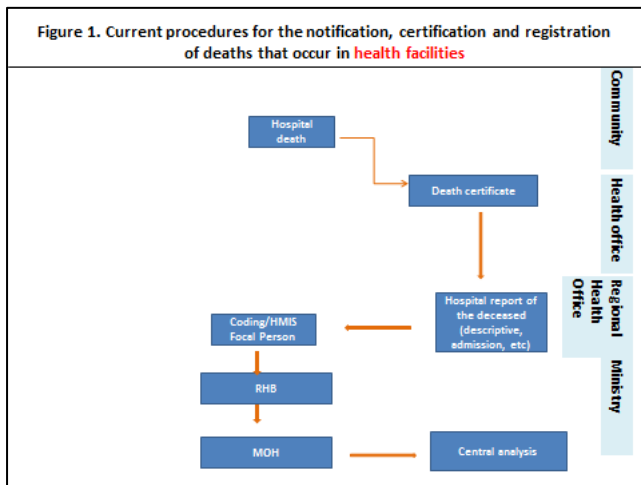 Figure 1. Current procedures for the notification, certification and registration
of deaths that occur in health facilities
Community
Hospital
death
Death certificate
Health office
Regional
Health
Office
Hospital report of
the deceased
(descriptive,
admission, etc)
Coding/HMIS
Focal Person
RHB
Ministry
MOH
Central analysis